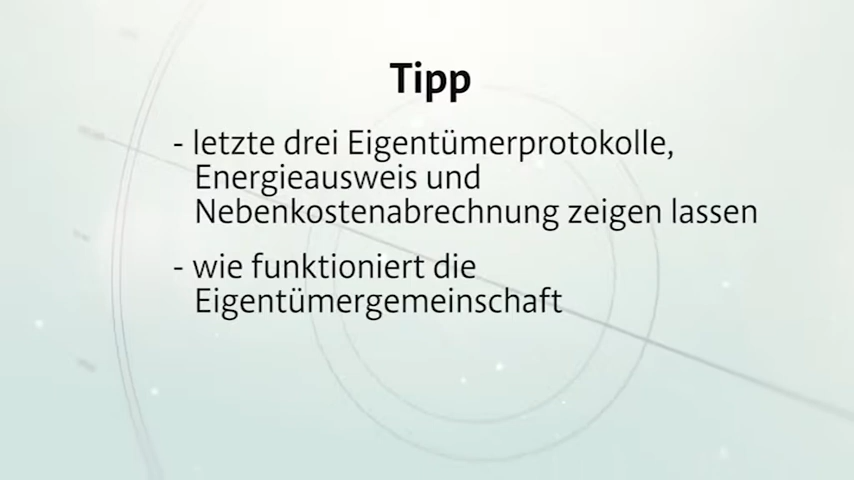 Tipp
- letzte drei Eigentümerprotokolle,
Energieausweis und
Nebenkostenabrechnung zeigen lassen
- wie funktioniert die
Eigentümergemeinschaft